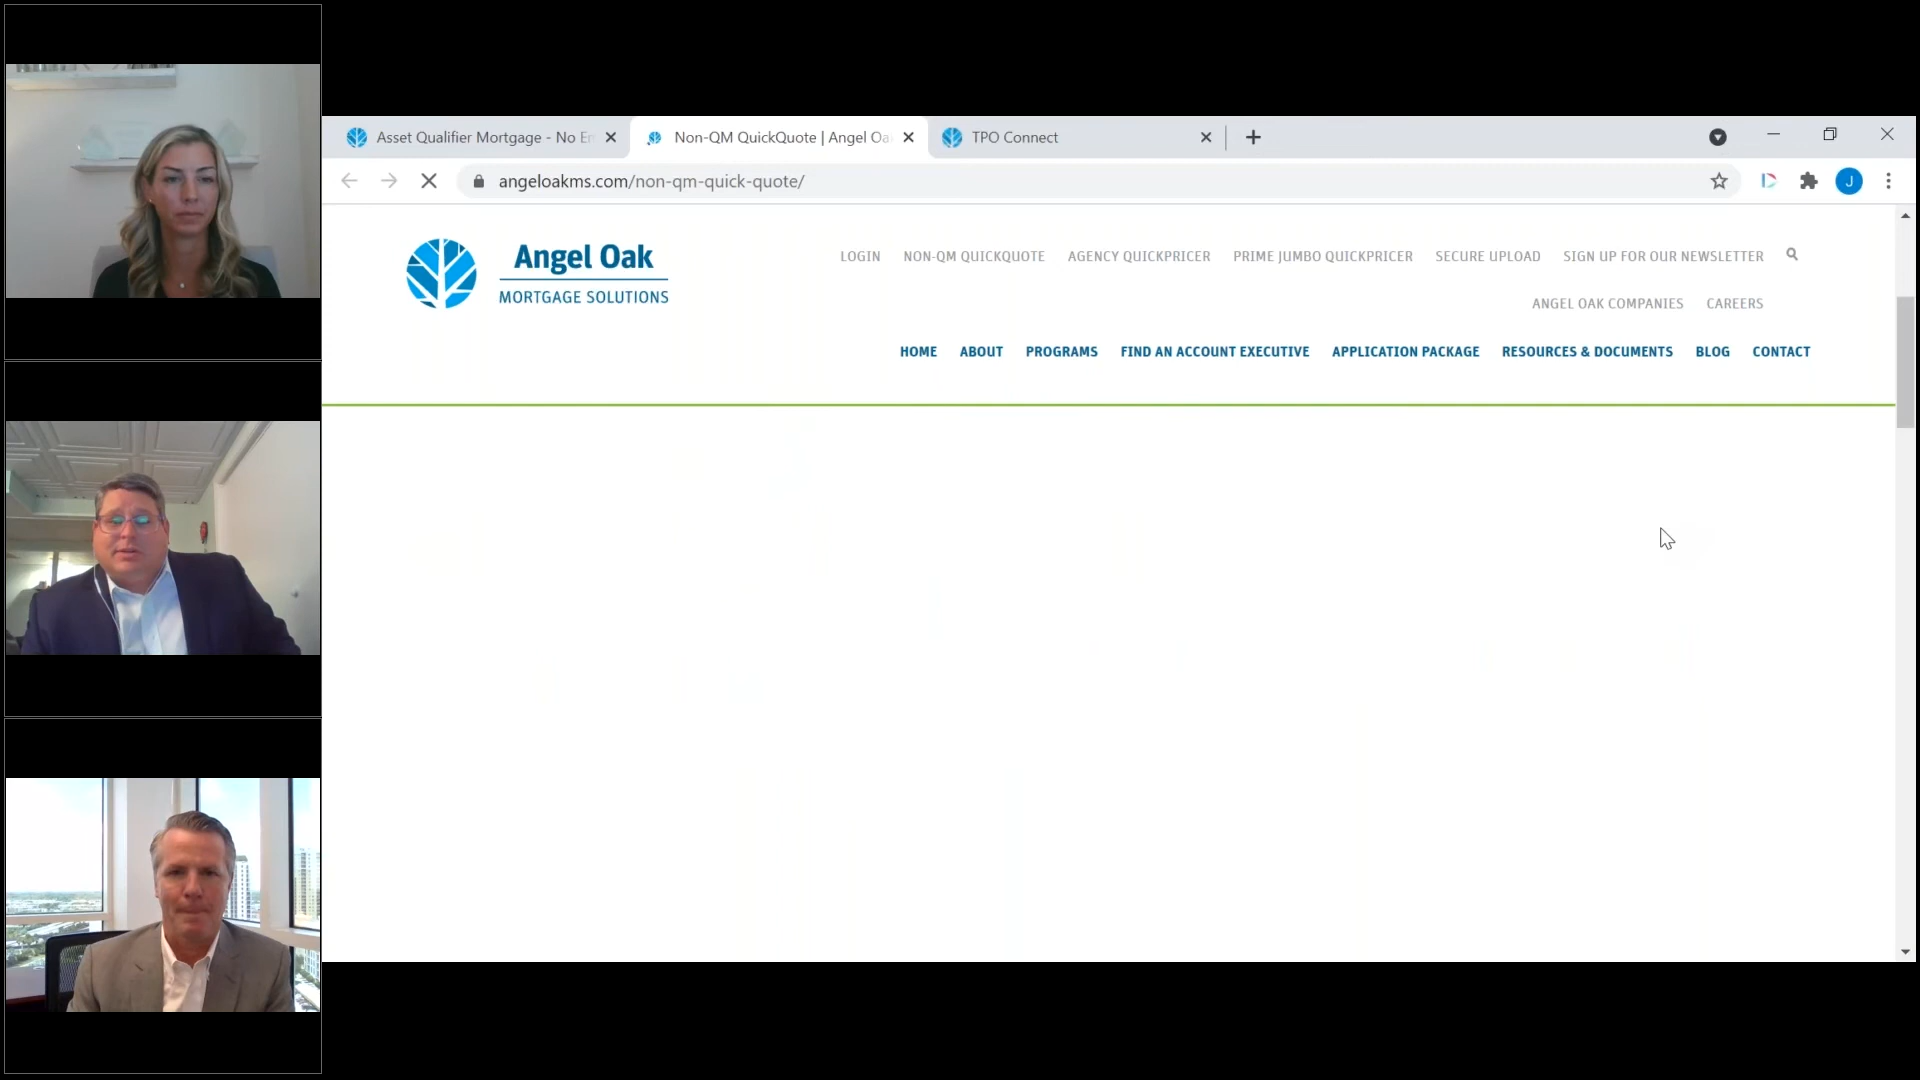 Asset Qualifier Mortgage - No E
Non-QM QuickQuote | Angel Oa
TPO Connect
angeloakms.com/non-qm-quick-quote/
J
Angel Oak
MORTGAGE SOLUTIONS
LOGIN NON-QM QUICKQUOTE AGENCY QUICKPRICER PRIME JUMBO QUICKPRICER SECURE UPLOAD SIGN UP FOR OUR NEWSLETTER
ANGEL OAK COMPANIES CAREERS
HOME ABOUT PROGRAMS FIND AN ACCOUNT EXECUTIVE APPLICATION PACKAGE RESOURCES & DOCUMENTS BLOG CONTACT